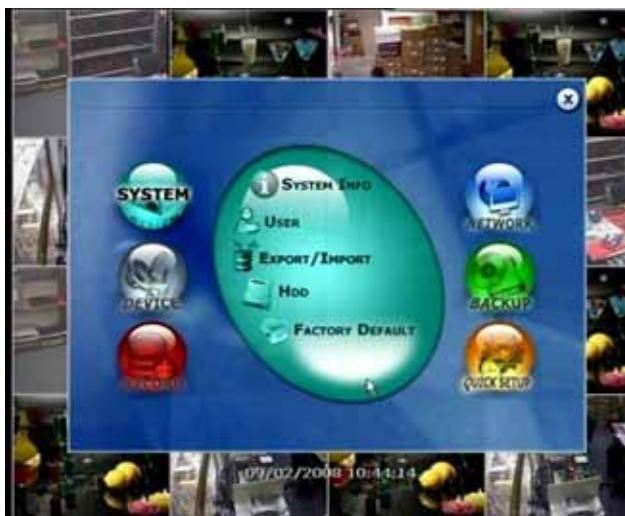 SYSTEM
DEVICE
RECORD
SYSTEM INFO
USER
EXPORT/IMPORT
HDD
FACTORY DEFAULT
NETWORK
BACKUP
QUICK SETUP
09/02/2008 10:44:14